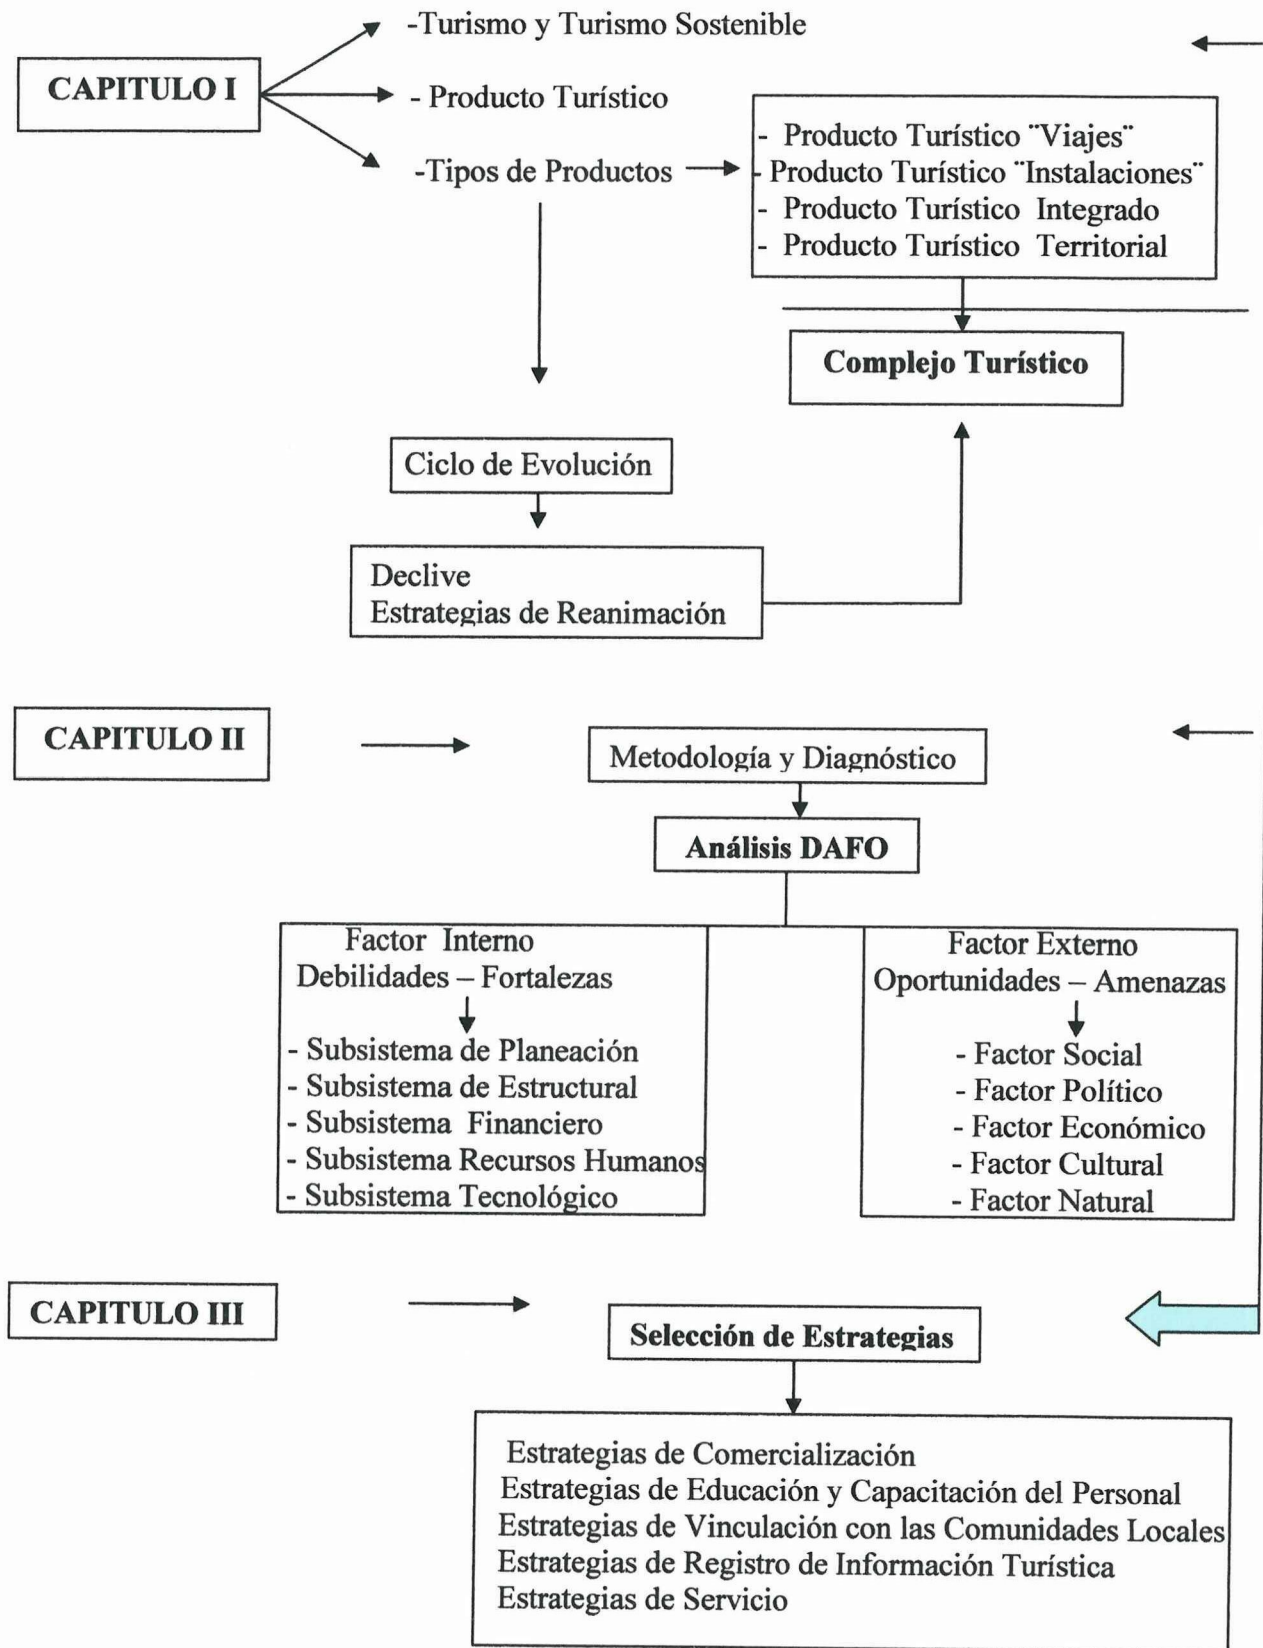 -Turismo y Turismo Sostenible
CAPITULO I
- Producto Turístico
-Tipos de Productos
- Producto Turístico ¨Viajes¨
- Producto Turístico ¨Instalaciones¨
- Producto Turístico Integrado
- Producto Turístico Territorial
Complejo Turístico
Ciclo de Evolución
Declive
Estrategias de Reanimación
CAPITULO II
Metodología y Diagnóstico
Análisis DAFO
Factor Interno
Debilidades – Fortalezas
- Subsistema de Planeación
- Subsistema de Estructural
- Subsistema Financiero
- Subsistema Recursos Humanos
- Subsistema Tecnológico
Factor Externo
Oportunidades – Amenazas
- Factor Social
- Factor Político
- Factor Económico
- Factor Cultural
- Factor Natural
CAPITULO III
Selección de Estrategias
Estrategias de Comercialización
Estrategias de Educación y Capacitación del Personal
Estrategias de Vinculación con las Comunidades Locales
Estrategias de Registro de Información Turística
Estrategias de Servicio